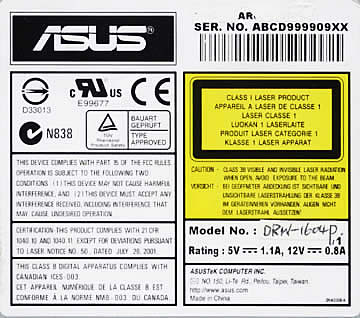 ASUS
AR
SER. NO. ABCD999909XX
D33013
c UL us
E99677
CE
N838
TÜV
Rheinland
Product Safety
BAUART
GEPRÜFT
TYPE
APPROVED
CLASS 1 LASER PRODUCT
APPAREIL A LASER DE CLASSE 1
LASER CLASSE 1
LUOKAN 1 LASERLAITE
PRODUIT LASER CATEGORIE 1
KLASSE 1 LASER APPARAT
CAUTION - CLASS 3B VISIBLE AND INVISIBLE LASER RADIATION
WHEN OPEN. AVOID EXPOSURE TO THE BEAM.
VORSICHT - BEI GEÖFFNETER ABDECKUNG IST SICHTBARE UND
UNSICHTBARE LASERSTRAHLUNG DER KLASSE 3B
IM GERÄTEINNEREN VORHANDEN. AUGEN NICHT
DEM LASERSTRAHL AUSSETZEN.
THIS DEVICE COMPLIES WITH PART 15 OF THE FCC RULES
OPERATION IS SUBJECT TO THE FOLLOWING TWO
CONDITIONS (1) THIS DEVICE MAY NOT CAUSE HARMFUL
INTERFERENCE, AND (2) THIS DEVICE MUST ACCEPT ANY
INTERFERENCE RECEIVED, INCLUDING INTERFERENCE THAT
MAY CAUSE UNDESIRED OPERATION.
CERTIFICATION THIS PRODUCT COMPLIES WITH 21 CFR
1040.10 AND 1040.11. EXCEPT FOR DEVIATIONS PURSUANT
TO LASER NOTICE NO. 50, DATED JULY, 26, 2001.
THIS CLASS B DIGITAL APPARATUS COMPLIES WITH
CANADIAN ICES-003.
CET APPAREIL NUMÉRIQUE DE LA CLASSE B EST
CONFORME À LA NORME NMB-003 DU CANADA
Model No. : DRW-1604P
1.1
Rating : 5V 1.1A, 12V 0.8A
ASUSTeK COMPUTER INC.
NO 150, Li-Te Rd., Peitou, Taipei, Taiwan
http://www.asus.com
Made in China